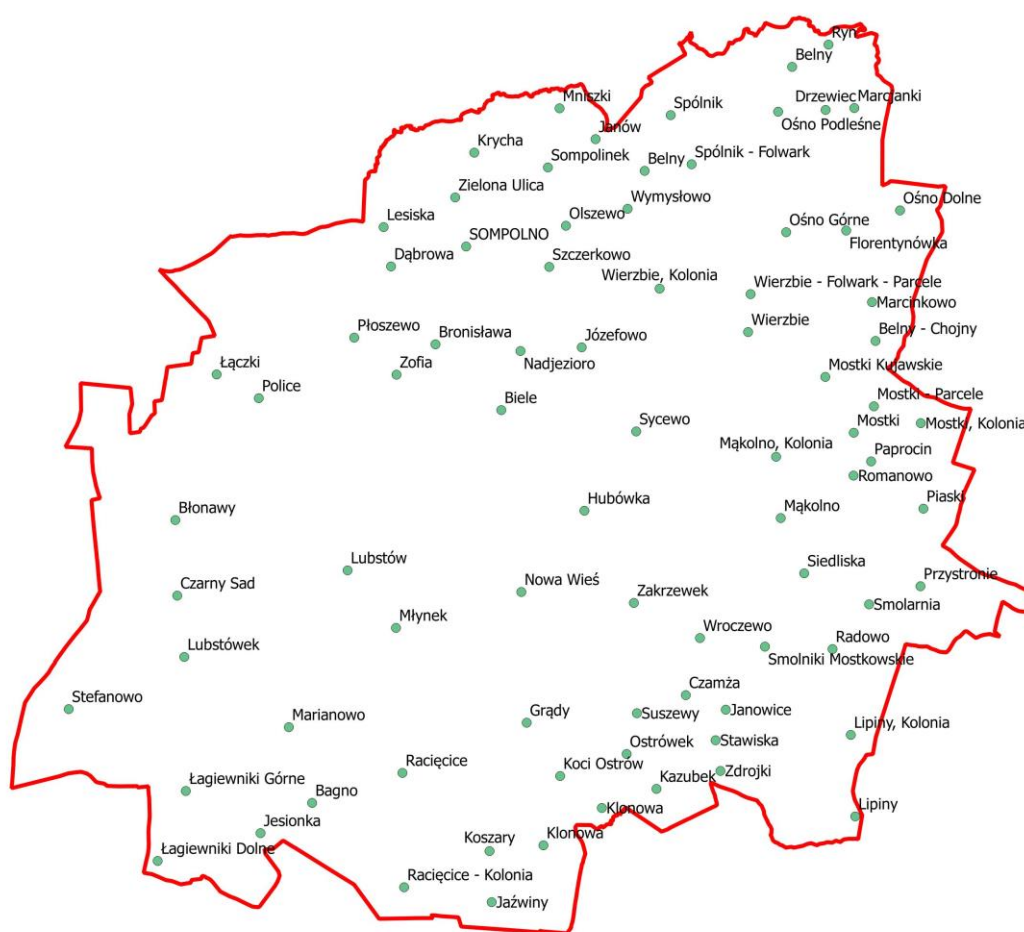 Ryn
Belny
Mniszki
Spólnik
Drzewiec
Marcjanki
Ośno Podleśne
Janów
Krycha
Sompolinek
Belny
Spólnik - Folwark
Zielona Ulica
Wymysłowo
Ośno Dolne
Lesiska
Olszewo
Ośno Górne
SOMPOLNO
Florentynówka
Dąbrowa
Szczerkowo
Wierzbie, Kolonia
Wierzbie - Folwark - Parcele
Marcinkowo
Płoszewo
Bronisława
Józefowo
Wierzbie
Belny - Chojny
Łączki
Zofia
Nadjezioro
Mostki Kujawskie
Police
Biele
Mostki - Parcele
Sycewo
Mostki
Mostki, Kolonia
Mąkolno, Kolonia
Paprocin
Romanowo
Błonawy
Hubówka
Mąkolno
Piaski
Lubstów
Siedliska
Czarny Sad
Nowa Wieś
Zakrzewek
Przystronie
Smolarnia
Młynek
Wroczewo
Radowo
Lubstówek
Smolniki Mostkowskie
Stefanowo
Czamża
Marianowo
Grądy
Suszewy
Janowice
Lipiny, Kolonia
Ostrówek
Stawiska
Racięcice
Koci Ostrów
Zdrojki
Łagiewniki Górne
Bagno
Kazubek
Klonowa
Lipiny
Jesionka
Koszary
Klonowa
Łagiewniki Dolne
Racięcice - Kolonia
Jaźwiny